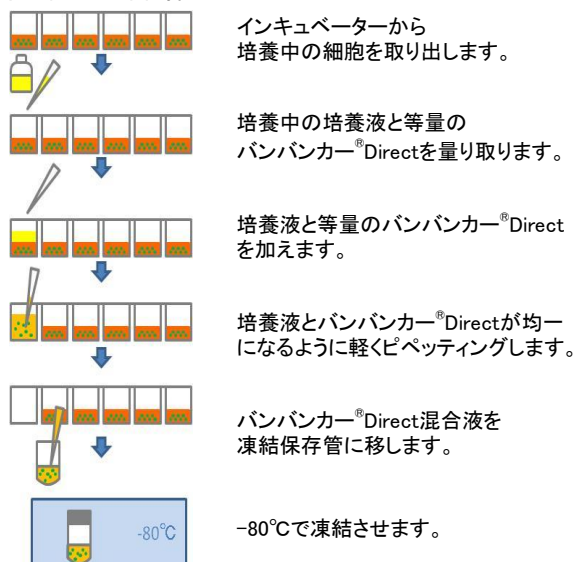 インキュベーターから
培養中の細胞を取り出します。
培養中の培養液と等量の
バンバンカー®Directを量り取ります。
培養液と等量のバンバンカー®Direct
を加えます。
培養液とバンバンカー®Directが均一
になるように軽くピペッティングします。
バンバンカー®Direct混合液を
凍結保存管に移します。
-80℃
-80℃で凍結させます。